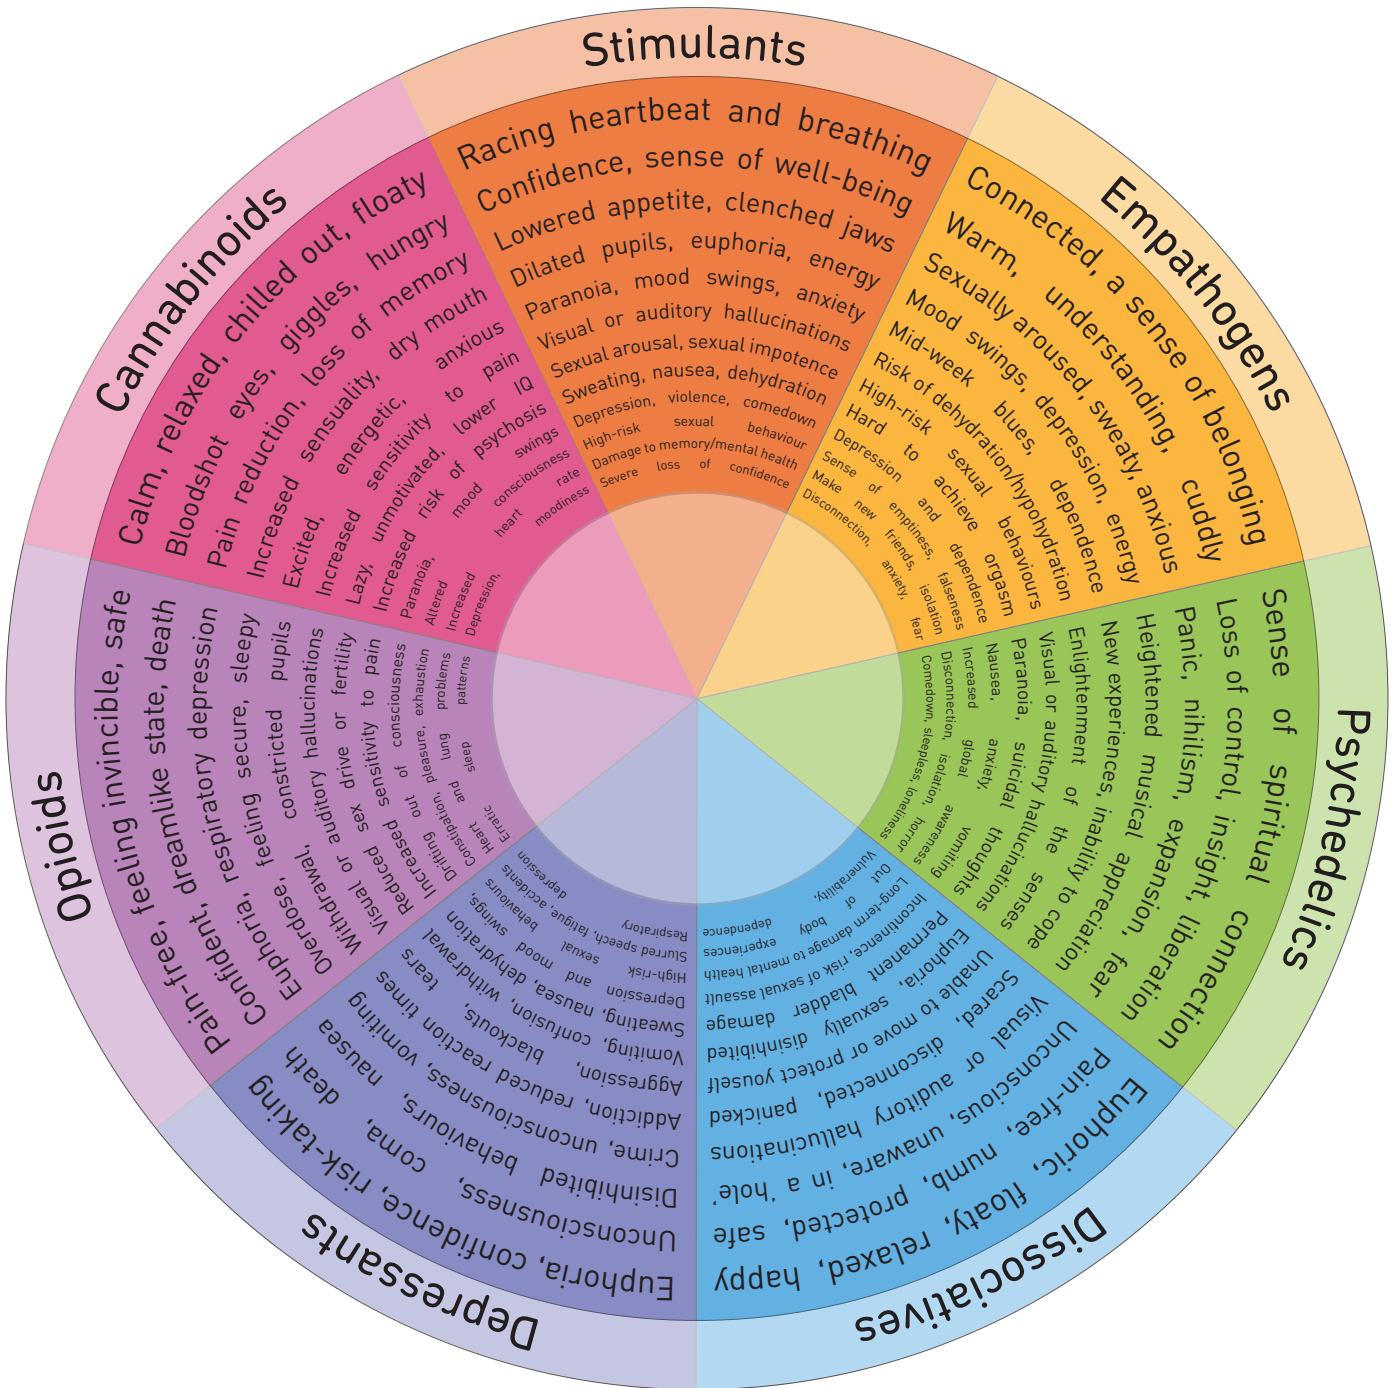 Stimulants
Racing heartbeat and breathing
Confidence, sense of well-being
Lowered appetite, clenched jaws
Dilated pupils, euphoria, energy
Paranoia, mood swings, anxiety
Visual or auditory hallucinations
Sexual arousal, sexual impotence
Sweating, nausea, dehydration
Depression, violence, comedown
High-risk sexual behaviour
Damage to memory/mental health
Severe loss of confidence
Empathogens
Connected, a sense of belonging
Warm, understanding, cuddly
Sexually aroused, sweaty, anxious
Mood swings, depression, energy
Mid-week blues, dependence
Risk of dehydration/hypohydration
High-risk sexual behaviours
Hard to achieve orgasm
Depression and dependence
Sense of emptiness, falseness
Make new friends, isolation
Disconnection, anxiety, fear
Psychedelics
Sense of spiritual connection
Loss of control, insight, liberation
Panic, nihilism, expansion, fear
Heightened musical appreciation
New experiences, inability to cope
Enlightenment of the senses
Visual or auditory hallucinations
Paranoia, suicidal thoughts
Nausea, anxiety, vomiting
Increased global awareness
Disconnection, isolation, horror
Comedown, sleepless, loneliness
Dissociatives
Euphoric, floaty, relaxed, happy
Pain-free, numb, protected, safe
Unconscious, unaware, in a 'hole'
Visual or auditory hallucinations
Scared, disconnected, panicked
Unable to move or protect yourself
Euphoria, sexually disinhibited
Permanent bladder damage
Incontinence, risk of sexual assault
Long-term damage to mental health
Out of body experiences
Vulnerability, dependence
Depressants
Euphoria, confidence, risk-taking
Unconsciousness, coma, death
Disinhibited behaviours, nausea
Crime, unconsciousness, vomiting
Addiction, reduced reaction times
Aggression, blackouts, tears
Vomiting, confusion, withdrawal
Sweating, nausea, dehydration
Depression and mood swings,
High-risk sexual behaviours
Slurred speech, fatigue, accidents
Respiratory depression
Opioids
Pain-free, feeling invincible, safe
Confident, dreamlike state, death
Euphoria, respiratory depression
Overdose, feeling secure, sleepy
Withdrawal, constricted pupils
Visual or auditory hallucinations
Reduced sex drive or fertility
Increased sensitivity to pain
Drifting out of consciousness
Constipation, pleasure, exhaustion
Heart and lung problems
Erratic sleep patterns
Cannabinoids
Calm, relaxed, chilled out, floaty
Bloodshot eyes, giggles, hungry
Pain reduction, loss of memory
Increased sensuality, dry mouth
Excited, energetic, anxious
Increased sensitivity to pain
Lazy, unmotivated, lower IQ
Increased risk of psychosis
Paranoia, mood swings
Altered consciousness
Increased heart rate
Depression, moodiness